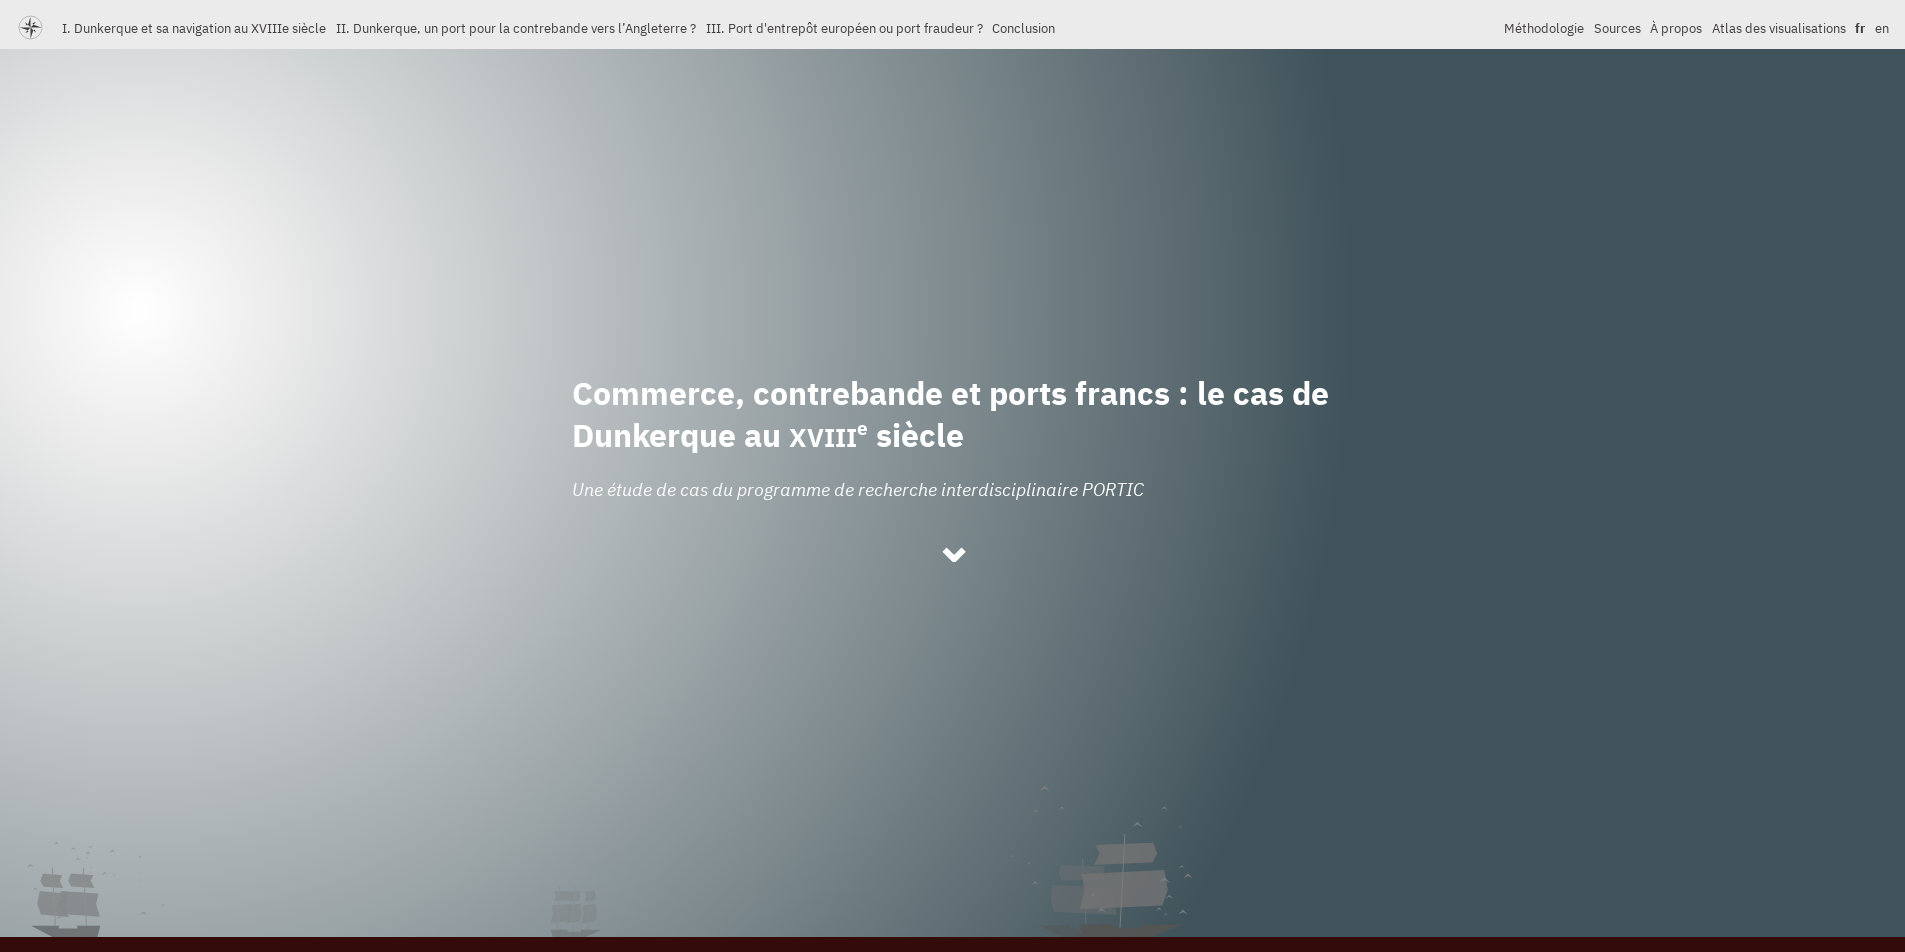 I. Dunkerque et sa navigation au XVIIIe siècle II. Dunkerque, un port pour la contrebande vers l’Angleterre ? III. Port d'entrepôt européen ou port fraudeur ? Conclusion Méthodologie Sources À propos Atlas des visualisations fr en
Commerce, contrebande et ports francs : le cas de
Dunkerque au XVIIIe siècle
Une étude de cas du programme de recherche interdisciplinaire PORTIC